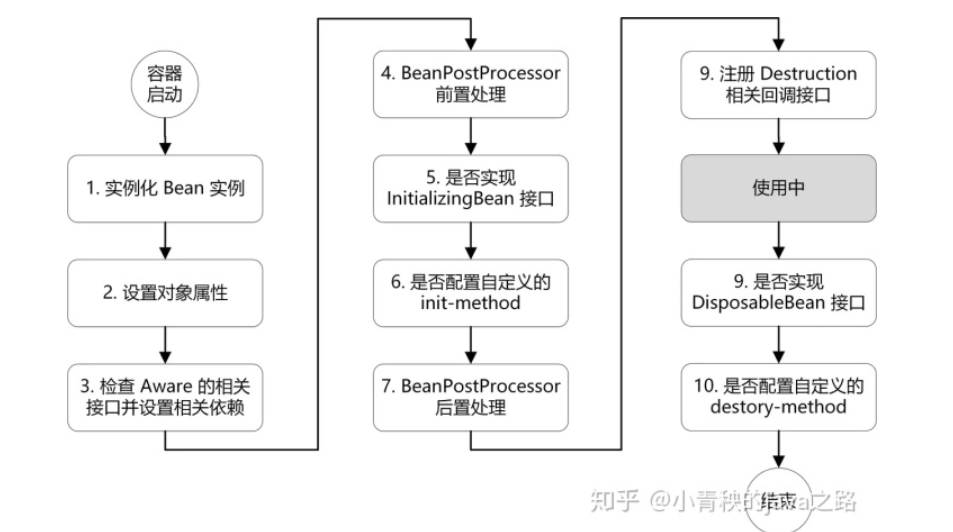 容器
启动
1. 实例化 Bean 实例
2. 设置对象属性
3. 检查 Aware 的相关
接口并设置相关依赖
4. BeanPostProcessor
前置处理
5. 是否实现
InitializingBean 接口
6. 是否配置自定义的
init-method
7. BeanPostProcessor
后置处理
9. 注册 Destruction
相关回调接口
使用中
9. 是否实现
DisposableBean 接口
10. 是否配置自定义的
destory-method
结束
知乎 @小青秧的java之路